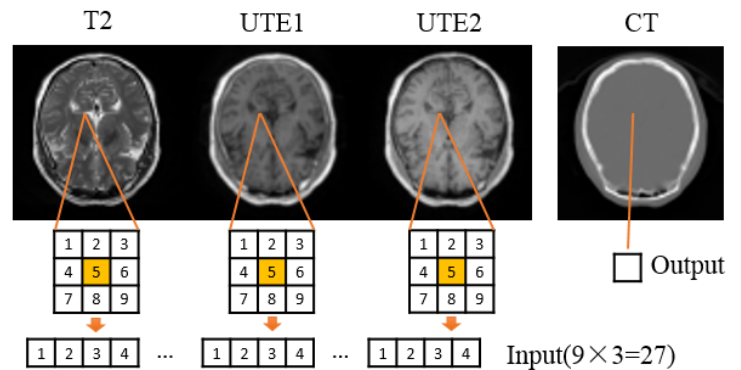 T2 UTE1 UTE2 CT
1 2 3 1 2 3 1 2 3
4 5 6 4 5 6 4 5 6
7 8 9 7 8 9 7 8 9
Output
1 2 3 4 ... 1 2 3 4 ... 1 2 3 4 Input(9×3=27)